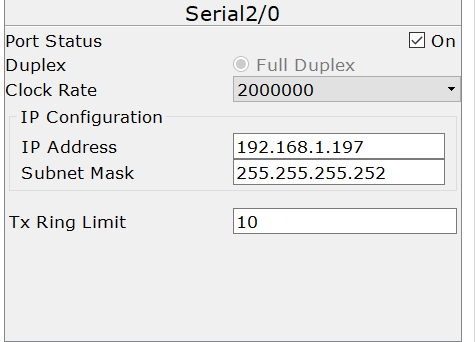 Serial2/0
Port Status On
Duplex Full Duplex
Clock Rate 2000000
IP Configuration
IP Address 192.168.1.197
Subnet Mask 255.255.255.252
Tx Ring Limit 10